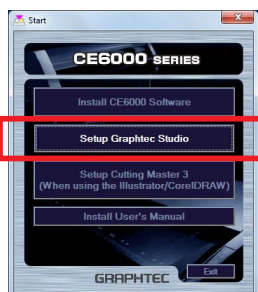 Start
CE6000 SERIES
Install CE6000 Software
Setup Graphtec Studio
Setup Cutting Master 3
(When using the Illustrator/CorelDRAW)
Install User's Manual
GRAPHTEC
Exit